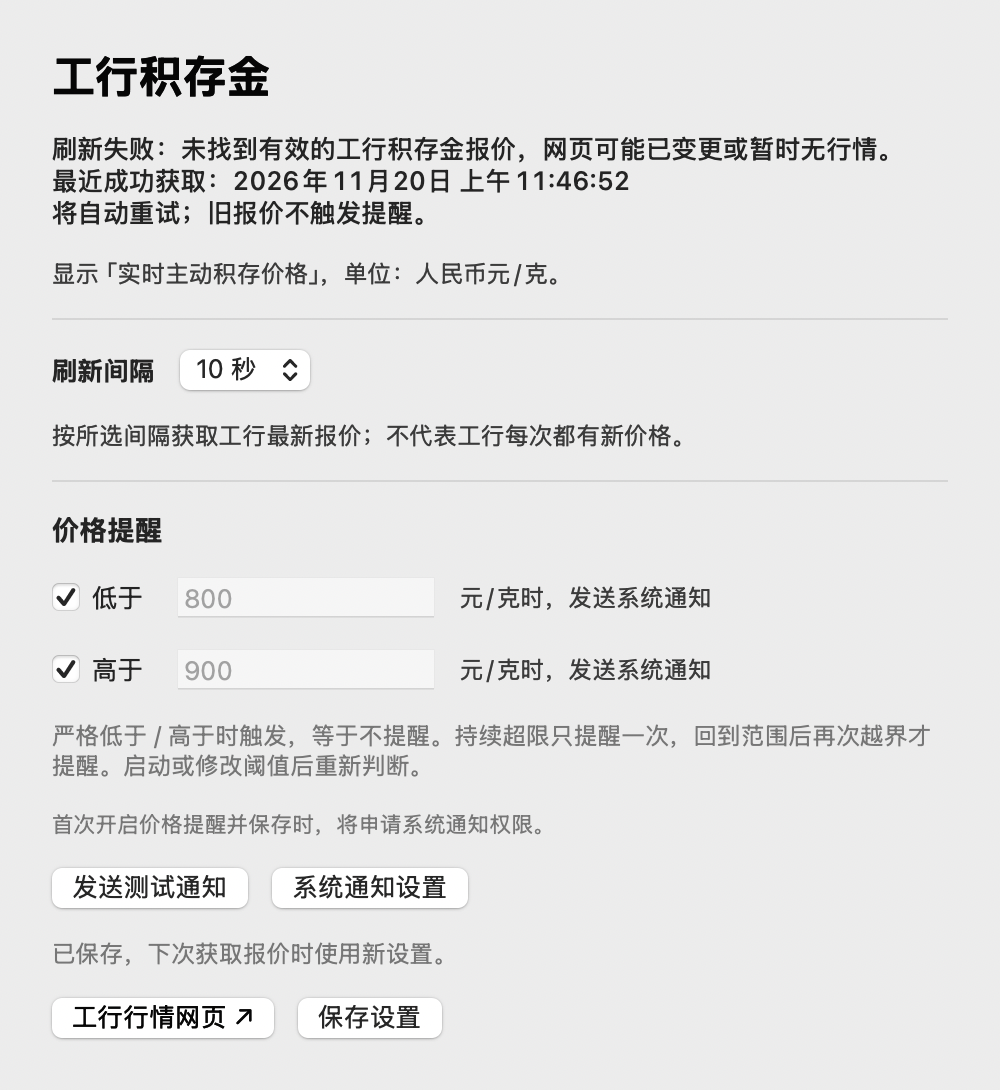 工行积存金
刷新失败：未找到有效的工行积存金报价，网页可能已变更或暂时无行情。
最近成功获取：2026年11月20日 上午11:46:52
将自动重试；旧报价不触发提醒。
显示「实时主动积存价格」，单位：人民币元/克。
刷新间隔 10 秒
按所选间隔获取工行最新报价；不代表工行每次都有新价格。
价格提醒
低于 800 元/克时，发送系统通知
高于 900 元/克时，发送系统通知
严格低于 / 高于时触发，等于不提醒。持续超限只提醒一次，回到范围后再次越界才
提醒。启动或修改阈值后重新判断。
首次开启价格提醒并保存时，将申请系统通知权限。
发送测试通知 系统通知设置
已保存，下次获取报价时使用新设置。
工行行情网页 ↗ 保存设置